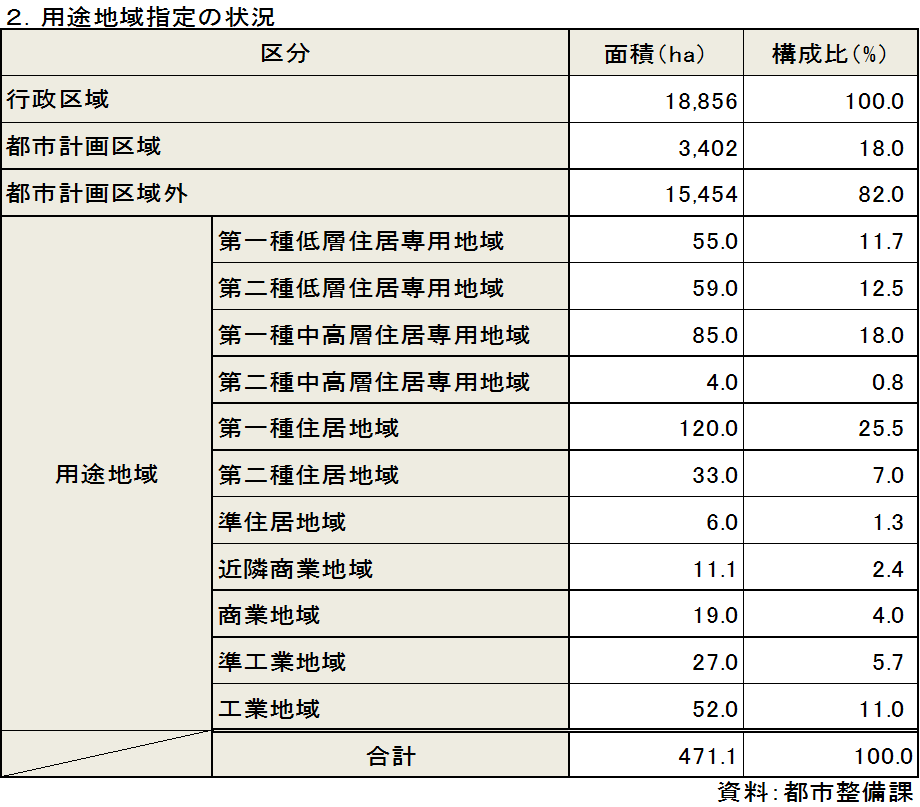 ２．用途地域指定の状況
区分 面積（ha） 構成比（%）
行政区域 18,856 100.0
都市計画区域 3,402 18.0
都市計画区域外 15,454 82.0
第一種低層住居専用地域 55.0 11.7
第二種低層住居専用地域 59.0 12.5
第一種中高層住居専用地域 85.0 18.0
第二種中高層住居専用地域 4.0 0.8
第一種住居地域 120.0 25.5
用途地域 第二種住居地域 33.0 7.0
準住居地域 6.0 1.3
近隣商業地域 11.1 2.4
商業地域 19.0 4.0
準工業地域 27.0 5.7
工業地域 52.0 11.0
合計 471.1 100.0
資料：都市整備課